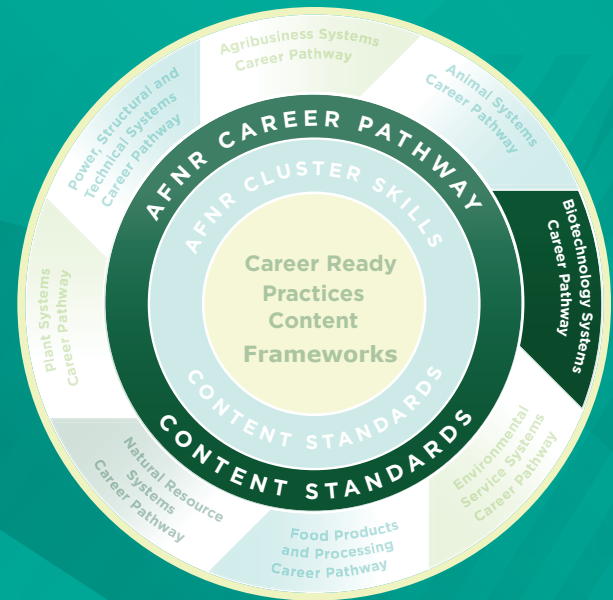 Agribusiness Systems
Career Pathway
Animal Systems
Career Pathway
Biotechnology Systems
Career Pathway
Environmental
Service Systems
Career Pathway
Food Products
and Processing
Career Pathway
Natural Resource
Systems
Career Pathway
Plant Systems
Career Pathway
Power, Structural and
Technical Systems
Career Pathway
AFNR CAREER PATHWAY
CONTENT STANDARDS
AFNR CLUSTER SKILLS
CONTENT STANDARDS
Career Ready
Practices
Content
Frameworks